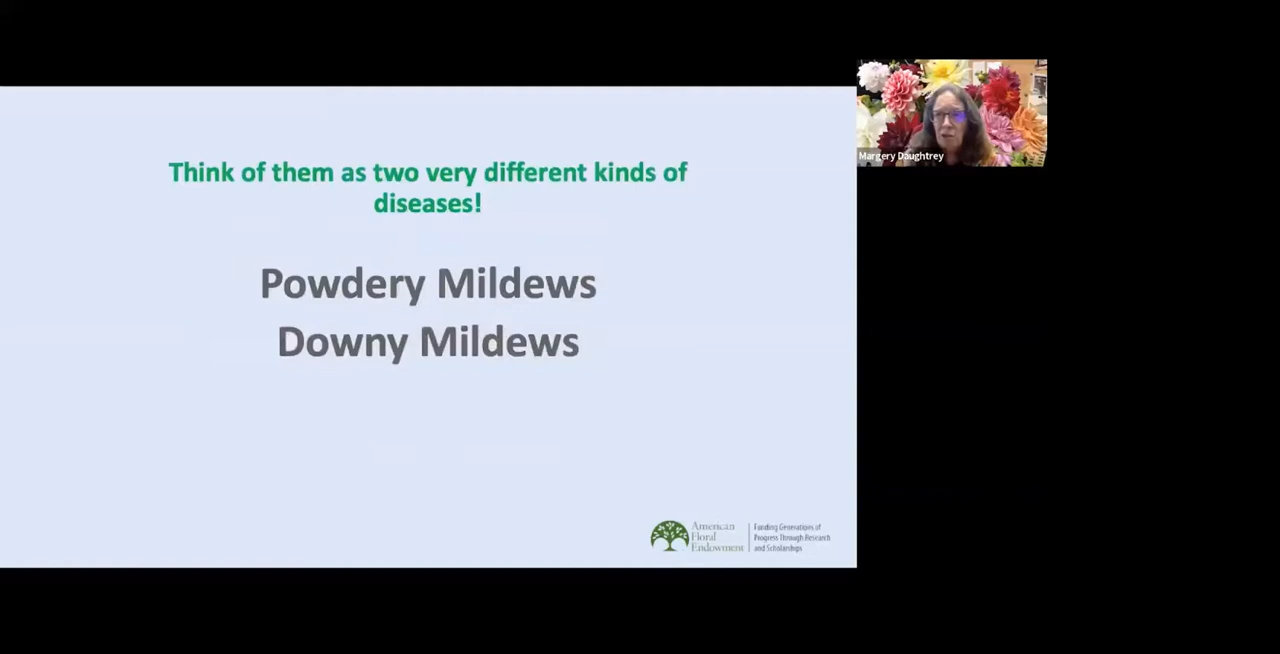 Think of them as two very different kinds of
diseases!
Powdery Mildews
Downy Mildews
American
Floral
Endowment
Funding Generations of
Progress Through Research
and Scholarships
Margery Daughtrey